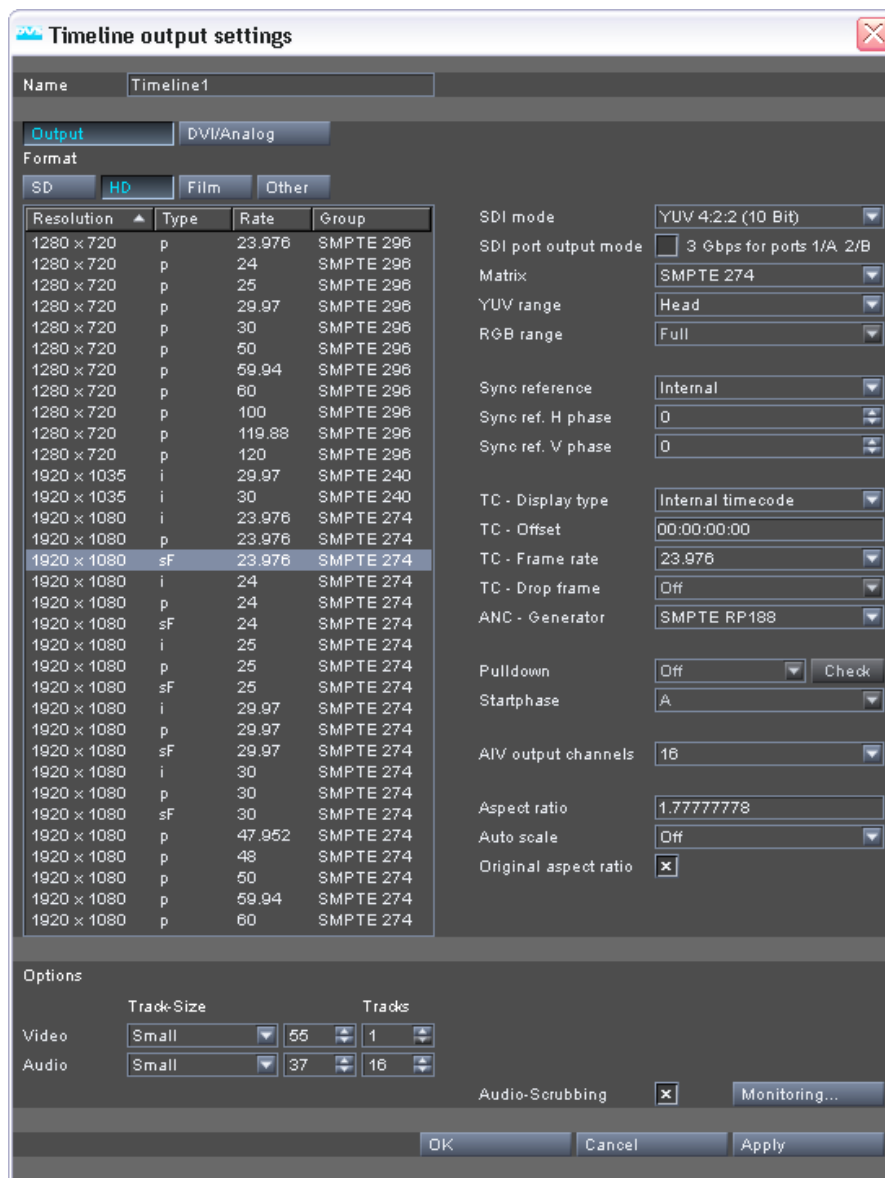 DVS Timeline output settings
Name Timeline1
Output DVI/Analog
Format
SD HD Film Other
Resolution Type Rate Group
1280 x 720 p 23.976 SMPTE 296
1280 x 720 p 24 SMPTE 296
1280 x 720 p 25 SMPTE 296
1280 x 720 p 29.97 SMPTE 296
1280 x 720 p 30 SMPTE 296
1280 x 720 p 50 SMPTE 296
1280 x 720 p 59.94 SMPTE 296
1280 x 720 p 60 SMPTE 296
1280 x 720 p 100 SMPTE 296
1280 x 720 p 119.88 SMPTE 296
1280 x 720 p 120 SMPTE 296
1920 x 1035 i 29.97 SMPTE 240
1920 x 1035 i 30 SMPTE 240
1920 x 1080 i 23.976 SMPTE 274
1920 x 1080 p 23.976 SMPTE 274
1920 x 1080 sF 23.976 SMPTE 274
1920 x 1080 i 24 SMPTE 274
1920 x 1080 p 24 SMPTE 274
1920 x 1080 sF 24 SMPTE 274
1920 x 1080 i 25 SMPTE 274
1920 x 1080 p 25 SMPTE 274
1920 x 1080 sF 25 SMPTE 274
1920 x 1080 i 29.97 SMPTE 274
1920 x 1080 p 29.97 SMPTE 274
1920 x 1080 sF 29.97 SMPTE 274
1920 x 1080 i 30 SMPTE 274
1920 x 1080 p 30 SMPTE 274
1920 x 1080 sF 30 SMPTE 274
1920 x 1080 p 47.952 SMPTE 274
1920 x 1080 p 48 SMPTE 274
1920 x 1080 p 50 SMPTE 274
1920 x 1080 p 59.94 SMPTE 274
1920 x 1080 p 60 SMPTE 274
SDI mode YUV 4:2:2 (10 Bit)
SDI port output mode 3 Gbps for ports 1/A 2/B
Matrix SMPTE 274
YUV range Head
RGB range Full
Sync reference Internal
Sync ref. H phase 0
Sync ref. V phase 0
TC - Display type Internal timecode
TC - Offset 00:00:00:00
TC - Frame rate 23.976
TC - Drop frame Off
ANC - Generator SMPTE RP188
Pulldown Off Check
Startphase A
AIV output channels 16
Aspect ratio 1.77777778
Auto scale Off
Original aspect ratio
Options
Track-Size Tracks
Video Small 55 1
Audio Small 37 16
Audio-Scrubbing Monitoring...
OK Cancel Apply